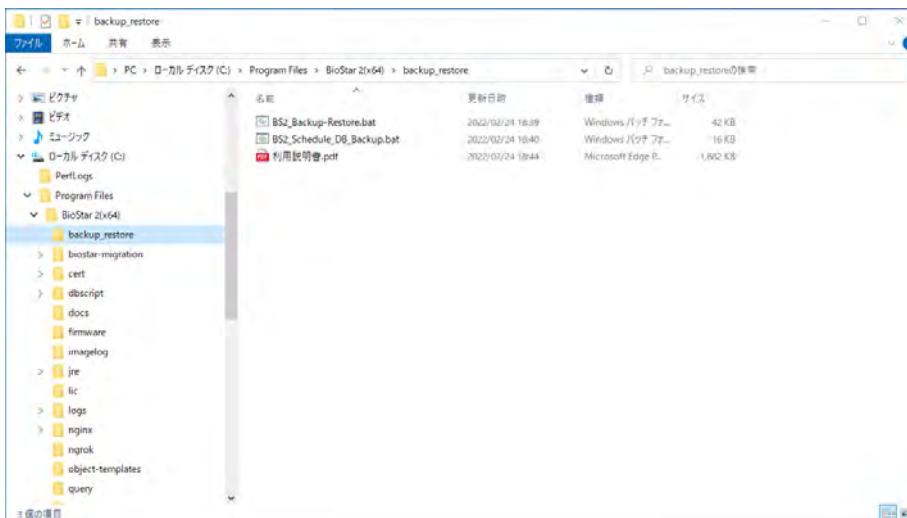 backup_restore
ファイル ホーム 共有 表示
PC › ローカル ディスク (C:) › Program Files › BioStar 2(x64) › backup_restore
backup_restoreの検索
名前 更新日時 種類 サイズ
BS2_Backup-Restore.bat 2022/02/24 18:39 Windows バッチ ファ... 42 KB
BS2_Schedule_DB_Backup.bat 2022/02/24 18:40 Windows バッチ ファ... 16 KB
利用説明書.pdf 2022/02/24 18:44 Microsoft Edge P... 1,682 KB
ピクチャ
ビデオ
ミュージック
ローカル ディスク (C:)
PerfLogs
Program Files
BioStar 2(x64)
backup_restore
biostar-migration
cert
dbscript
docs
firmware
imagelog
jre
lic
logs
nginx
ngrok
object-templates
query
3 個の項目